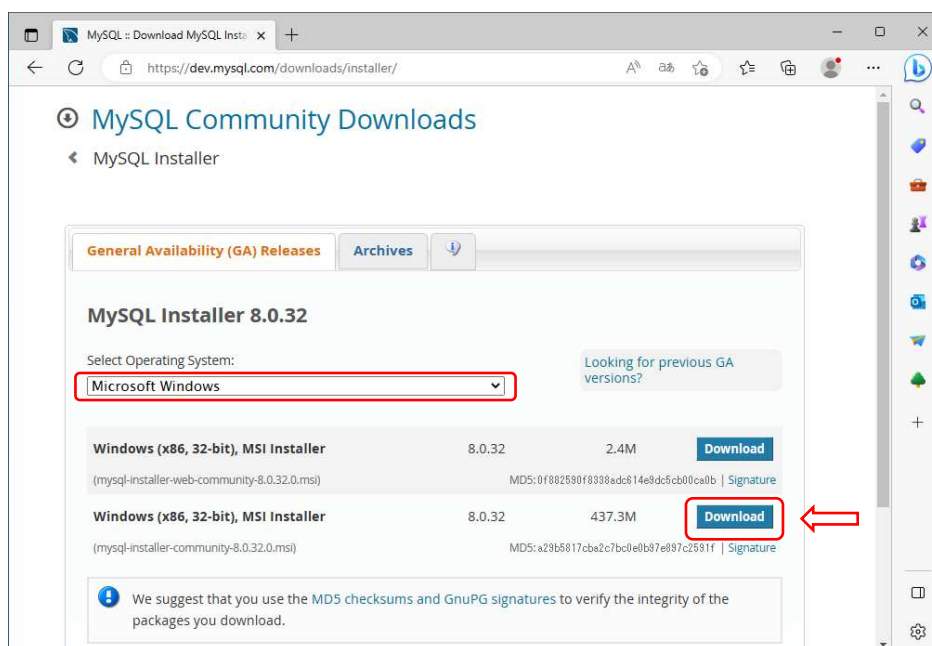 MySQL :: Download MySQL Insta
https://dev.mysql.com/downloads/installer/
MySQL Community Downloads
MySQL Installer
General Availability (GA) Releases
Archives
MySQL Installer 8.0.32
Select Operating System:
Looking for previous GA
versions?
Microsoft Windows
Windows (x86, 32-bit), MSI Installer 8.0.32 2.4M Download
(mysql-installer-web-community-8.0.32.0.msi) MD5: 0f882590f8338adc614e9dc5cb00ca0b | Signature
Windows (x86, 32-bit), MSI Installer 8.0.32 437.3M Download
(mysql-installer-community-8.0.32.0.msi) MD5: a29b5817cba2c7bc0e0b97e897c2591f | Signature
We suggest that you use the MD5 checksums and GnuPG signatures to verify the integrity of the
packages you download.